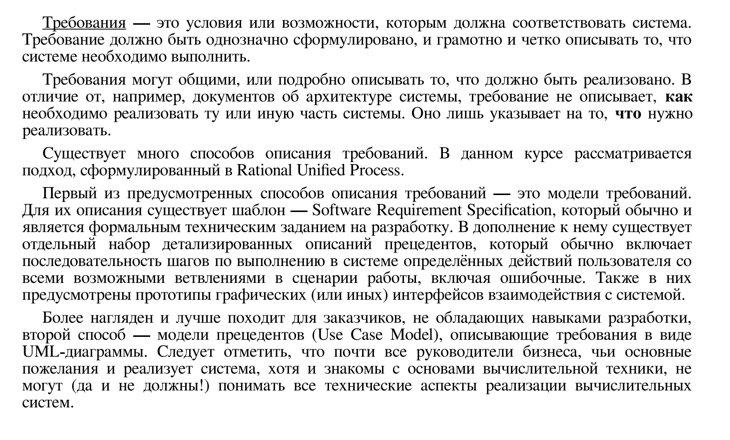 Требования — это условия или возможности, которым должна соответствовать система.
Требование должно быть однозначно сформулировано, и грамотно и четко описывать то, что
системе необходимо выполнить.
Требования могут общими, или подробно описывать то, что должно быть реализовано. В
отличие от, например, документов об архитектуре системы, требование не описывает, как
необходимо реализовать ту или иную часть системы. Оно лишь указывает на то, что нужно
реализовать.
Существует много способов описания требований. В данном курсе рассматривается
подход, сформулированный в Rational Unified Process.
Первый из предусмотренных способов описания требований — это модели требований.
Для их описания существует шаблон — Software Requirement Specification, который обычно и
является формальным техническим заданием на разработку. В дополнение к нему существует
отдельный набор детализированных описаний прецедентов, который обычно включает
последовательность шагов по выполнению в системе определённых действий пользователя со
всеми возможными ветвлениями в сценарии работы, включая ошибочные. Также в них
предусмотрены прототипы графических (или иных) интерфейсов взаимодействия с системой.
Более нагляден и лучше походит для заказчиков, не обладающих навыками разработки,
второй способ — модели прецедентов (Use Case Model), описывающие требования в виде
UML-диаграммы. Следует отметить, что почти все руководители бизнеса, чьи основные
пожелания и реализует система, хотя и знакомы с основами вычислительной техники, не
могут (да и не должны!) понимать все технические аспекты реализации вычислительных
систем.